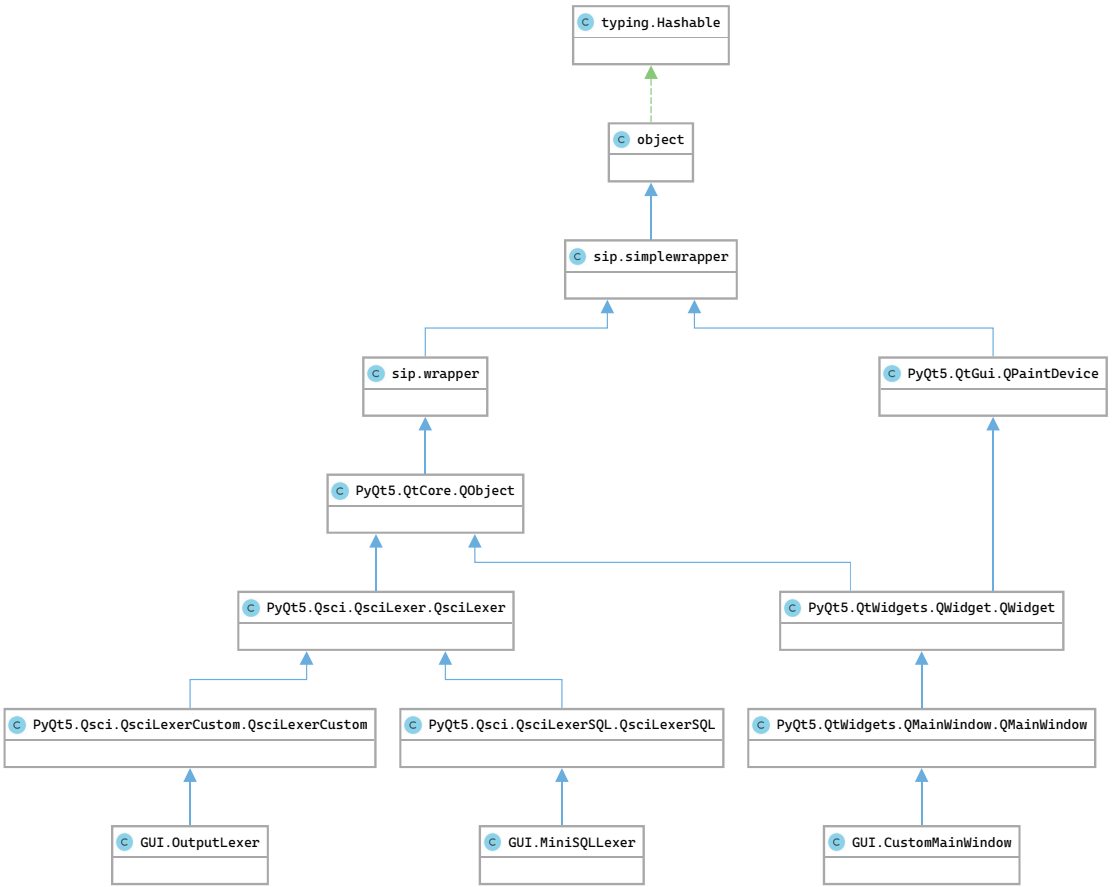 C typing.Hashable
C object
C sip.simplewrapper
C sip.wrapper
C PyQt5.QtGui.QPaintDevice
C PyQt5.QtCore.QObject
C PyQt5.Qsci.QsciLexer.QsciLexer
C PyQt5.QtWidgets.QWidget.QWidget
C PyQt5.Qsci.QsciLexerCustom.QsciLexerCustom
C PyQt5.Qsci.QsciLexerSQL.QsciLexerSQL
C PyQt5.QtWidgets.QMainWindow.QMainWindow
C GUI.OutputLexer
C GUI.MiniSQLLexer
C GUI.CustomMainWindow